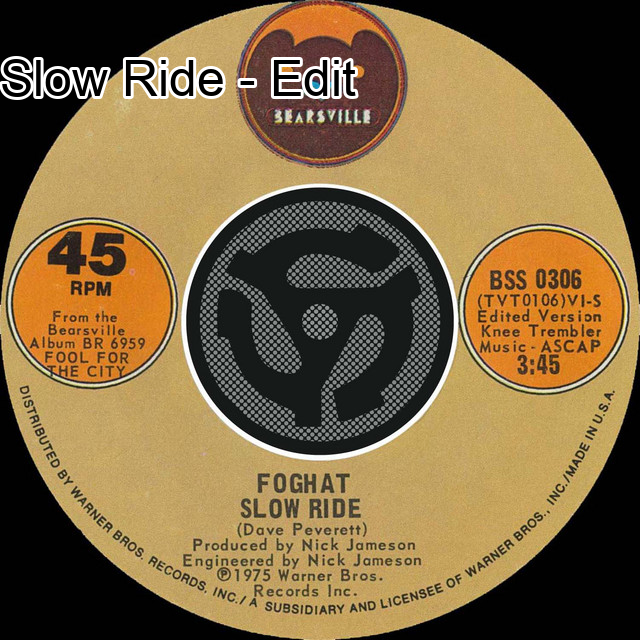 Slow Ride - Edit
BEARSVILLE
45
RPM
From the
Bearsville
Album BR 6959
FOOL FOR
THE CITY
BSS 0306
(TVT0106)V1-S
Edited Version
Knee Trembler
Music - ASCAP
3:45
FOGHAT
SLOW RIDE
(Dave Peverett)
Produced by Nick Jameson
Engineered by Nick Jameson
℗1975 Warner Bros.
Records Inc.
DISTRIBUTED BY WARNER BROS. RECORDS, INC./A SUBSIDIARY AND LICENSEE OF WARNER BROS., INC./MADE IN U.S.A.